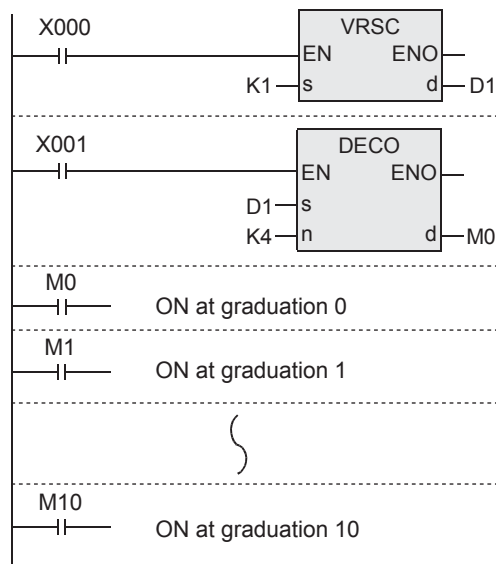 X000
VRSC
EN ENO
K1 s d D1
X001
DECO
EN ENO
D1 s
K4 n d M0
M0
ON at graduation 0
M1
ON at graduation 1
M10
ON at graduation 10